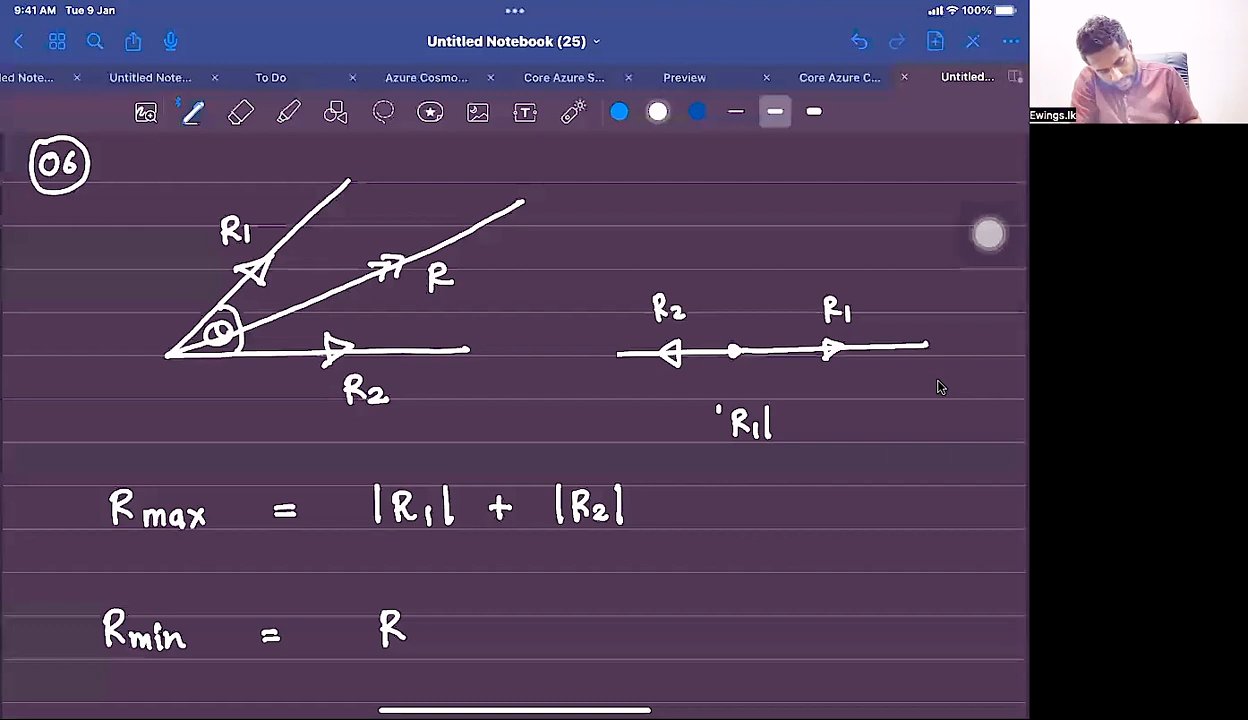 9:41 AM Tue 9 Jan
100%
Untitled Notebook (25)
led Note... Untitled Note... To Do Azure Cosmo... Core Azure S... Preview Core Azure C... Untitled...
Ewings.lk
06
R1
R
R2
R2 R1
'R1|
Rmax = |R1| + |R2|
Rmin = R